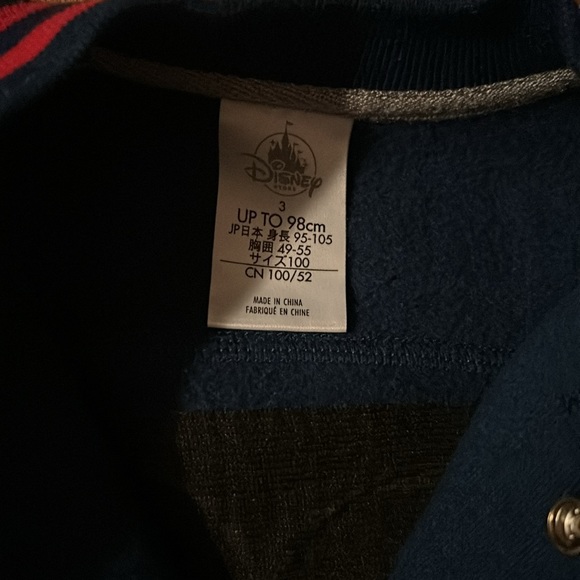 Disney
STORE
3
UP TO 98cm
JP日本 身長 95-105
胸囲 49-55
サイズ100
CN 100/52
MADE IN CHINA
FABRIQUÉ EN CHINE